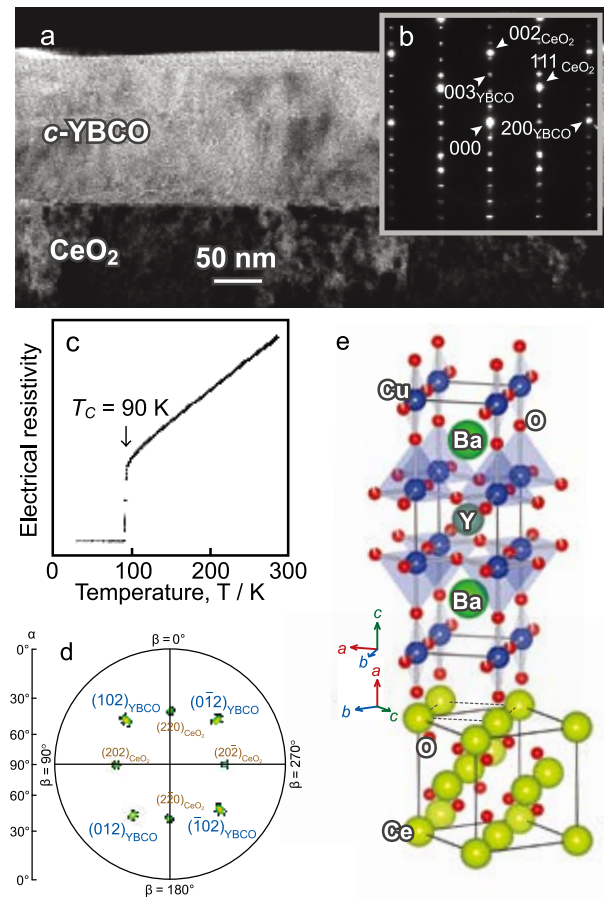 a
c-YBCO
CeO₂
50 nm
b
002CeO₂
111 CeO₂
003YBCO
000
200YBCO
c
Electrical resistivity
TC = 90 K
0
100
200
300
Temperature, T / K
d
α
0°
30°
60°
90°
60°
30°
0°
β = 0°
β = 90°
β = 270°
β = 180°
(102)YBCO
(01̅2)YBCO
(220)CeO₂
(202)CeO₂
(202̅)CeO₂
(22̅0)CeO₂
(012)YBCO
(1̅02)YBCO
e
Cu
O
Ba
Y
Ba
c
a
b
a
b
c
O
Ce